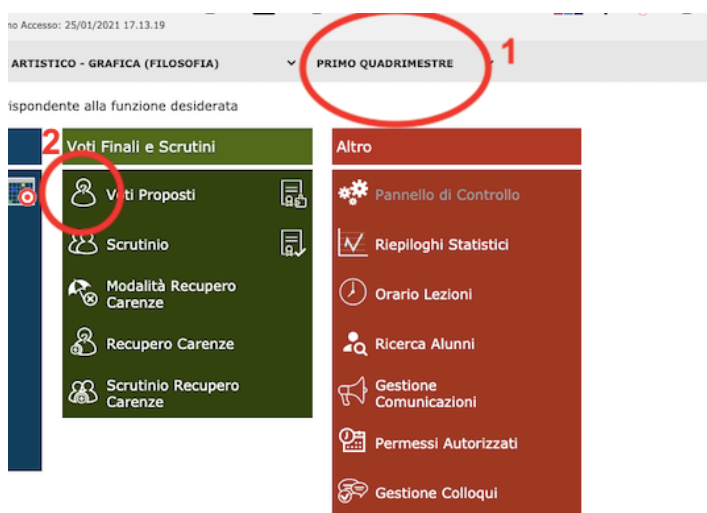 no Accesso: 25/01/2021 17.13.19
ARTISTICO - GRAFICA (FILOSOFIA)
PRIMO QUADRIMESTRE
1
rispondente alla funzione desiderata
2
Voti Finali e Scrutini
Voti Proposti
Scrutinio
Modalità Recupero
Carenze
Recupero Carenze
Scrutinio Recupero
Carenze
Altro
Pannello di Controllo
Riepiloghi Statistici
Orario Lezioni
Ricerca Alunni
Gestione
Comunicazioni
Permessi Autorizzati
Gestione Colloqui